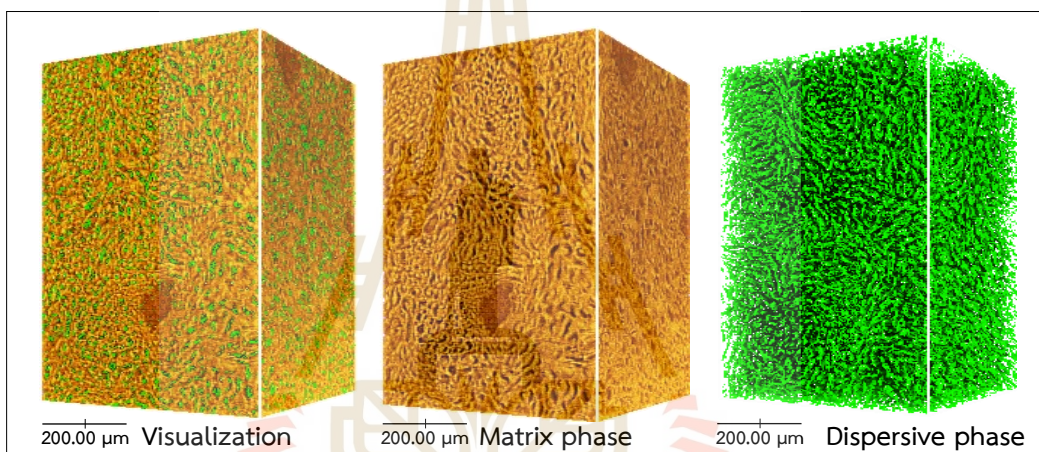 200.00 µm Visualization
200.00 µm Matrix phase
200.00 µm Dispersive phase